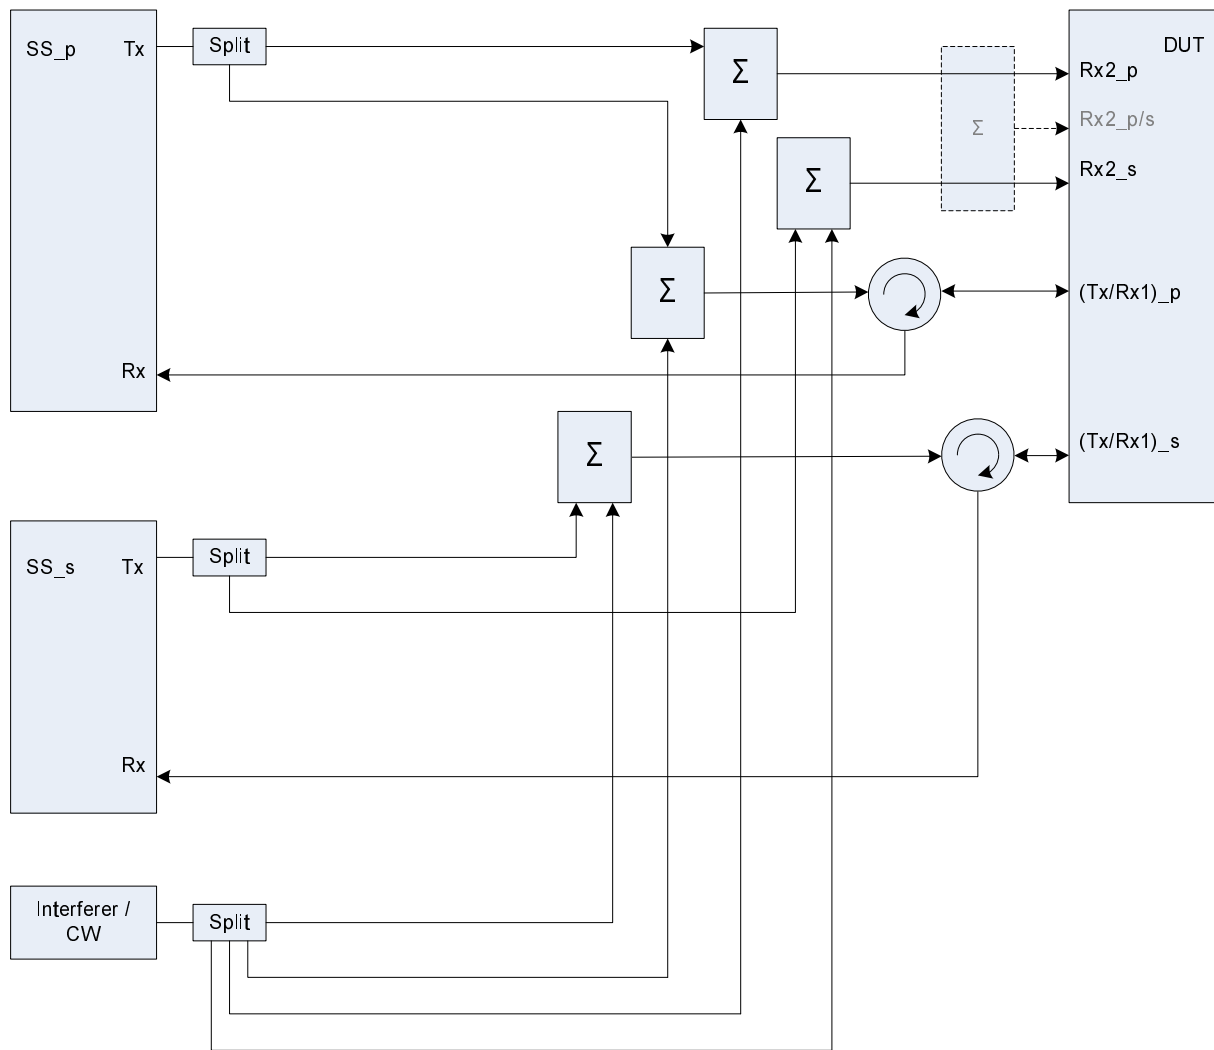 SS_p
Tx
Split
Σ
DUT
Rx2_p
Σ
Rx2_p/s
Σ
Rx2_s
Σ
(Tx/Rx1)_p
Rx
Σ
(Tx/Rx1)_s
SS_s
Tx
Split
Rx
Interferer /
CW
Split